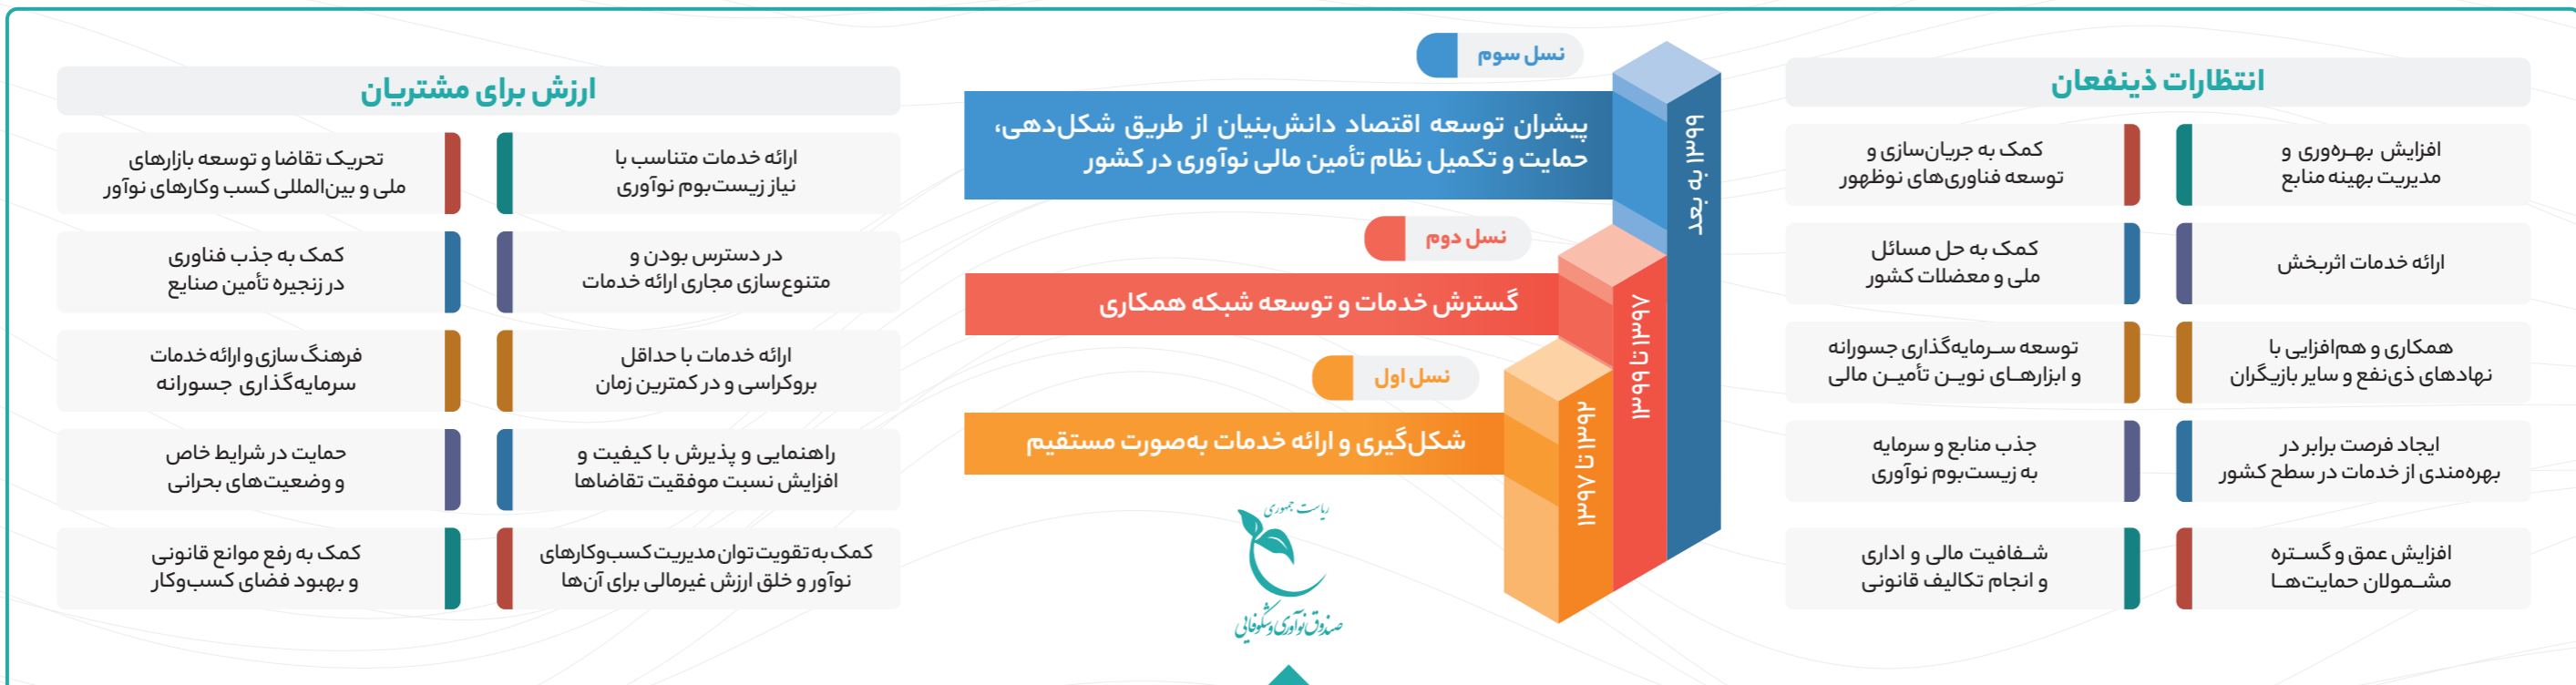 انتظارات ذینفعان
افزایش بهره‌وری و
مدیریت بهینه منابع
کمک به جریان‌سازی و
توسعه فناوری‌های نوظهور
ارائه خدمات اثربخش
کمک به حل مسائل
ملی و معضلات کشور
همکاری و هم‌افزایی با
نهادهای ذی‌نفع و سایر بازیگران
توسعه سرمایه‌گذاری جسورانه
و ابزارهای نوین تأمین مالی
ایجاد فرصت برابر در
بهره‌مندی از خدمات در سطح کشور
جذب منابع و سرمایه
به زیست‌بوم نوآوری
افزایش عمق و گستره
مشمولان حمایت‌ها
شفافیت مالی و اداری
و انجام تکالیف قانونی
نسل سوم
پیشران توسعه اقتصاد دانش‌بنیان از طریق شکل‌دهی،
حمایت و تکمیل نظام تأمین مالی نوآوری در کشور
۱۳۹۹ به بعد
نسل دوم
گسترش خدمات و توسعه شبکه همکاری
۱۳۹۷ تا ۱۳۹۹
نسل اول
شکل‌گیری و ارائه خدمات به‌صورت مستقیم
۱۳۹۲ تا ۱۳۹۷
ریاست جمهوری
صندوق نوآوری و شکوفایی
ارزش برای مشتریان
ارائه خدمات متناسب با
نیاز زیست‌بوم نوآوری
تحریک تقاضا و توسعه بازارهای
ملی و بین‌المللی کسب وکارهای نوآور
در دسترس بودن و
متنوع‌سازی مجاری ارائه خدمات
کمک به جذب فناوری
در زنجیره تأمین صنایع
ارائه خدمات با حداقل
بروکراسی و در کمترین زمان
فرهنگ سازی و ارائه خدمات
سرمایه‌گذاری جسورانه
راهنمایی و پذیرش با کیفیت و
افزایش نسبت موفقیت تقاضاها
حمایت در شرایط خاص
و وضعیت‌های بحرانی
کمک به تقویت توان مدیریت کسب‌وکارهای
نوآور و خلق ارزش غیرمالی برای آن‌ها
کمک به رفع موانع قانونی
و بهبود فضای کسب‌وکار